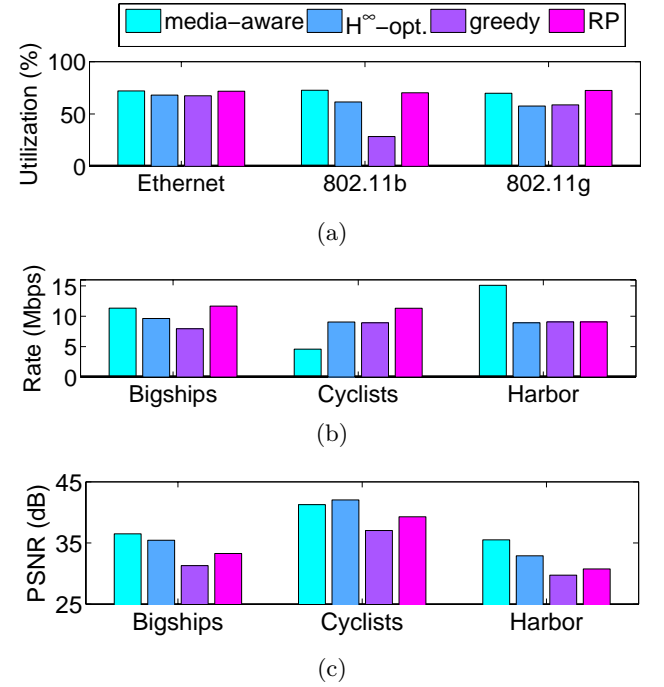 media-aware H∞-opt. greedy RP
Utilization (%)
100
50
0
Ethernet 802.11b 802.11g
(a)
Rate (Mbps)
15
10
5
0
Bigships Cyclists Harbor
(b)
PSNR (dB)
45
35
25
Bigships Cyclists Harbor
(c)